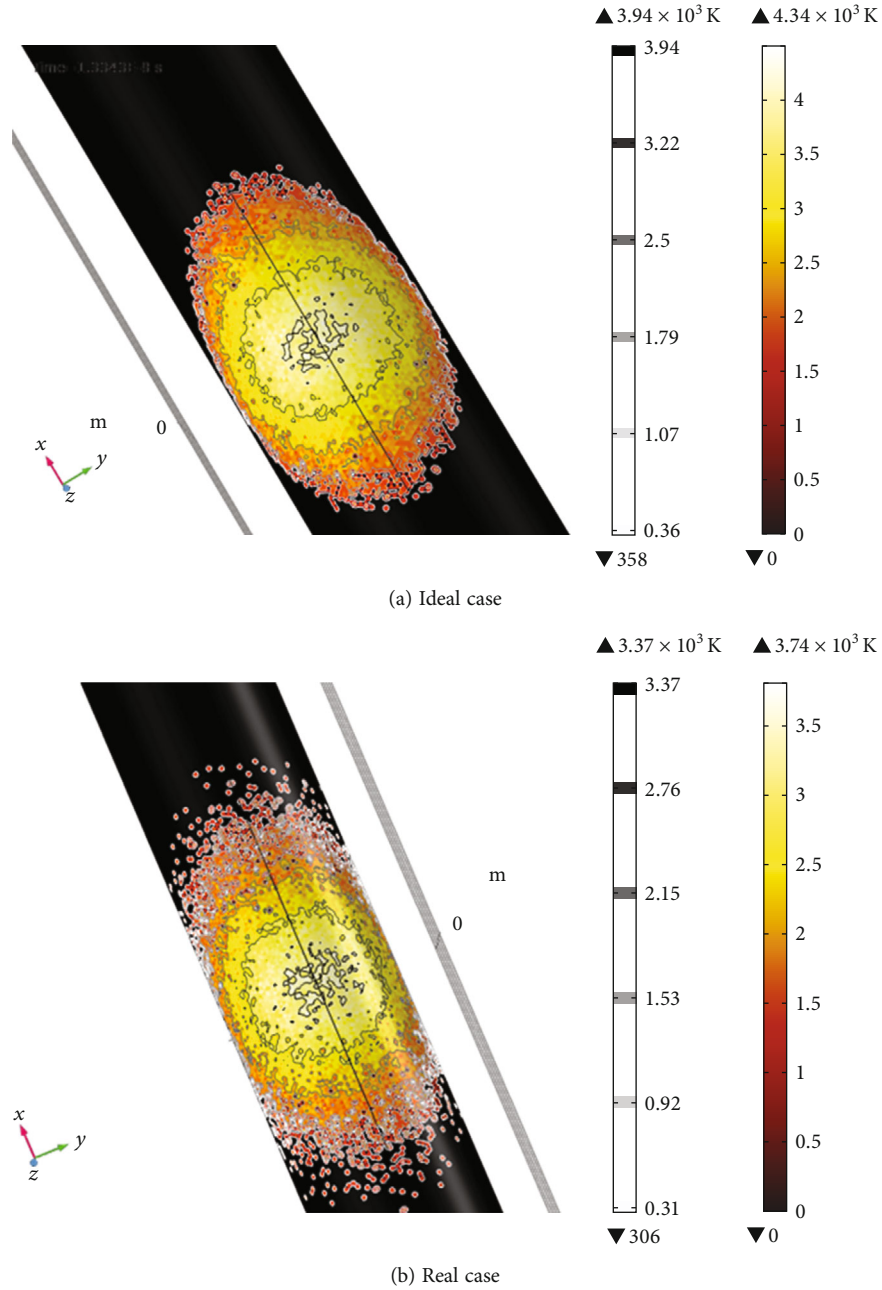 ▲ 3.94 × 10³ K
▲ 4.34 × 10³ K
3.94
3.22
2.5
1.79
1.07
0.36
▼ 358
4
3.5
3
2.5
2
1.5
1
0.5
0
▼ 0
m
0
x
y
z
(a) Ideal case
▲ 3.37 × 10³ K
▲ 3.74 × 10³ K
3.37
2.76
2.15
1.53
0.92
0.31
▼ 306
3.5
3
2.5
2
1.5
1
0.5
0
▼ 0
m
0
x
y
z
(b) Real case